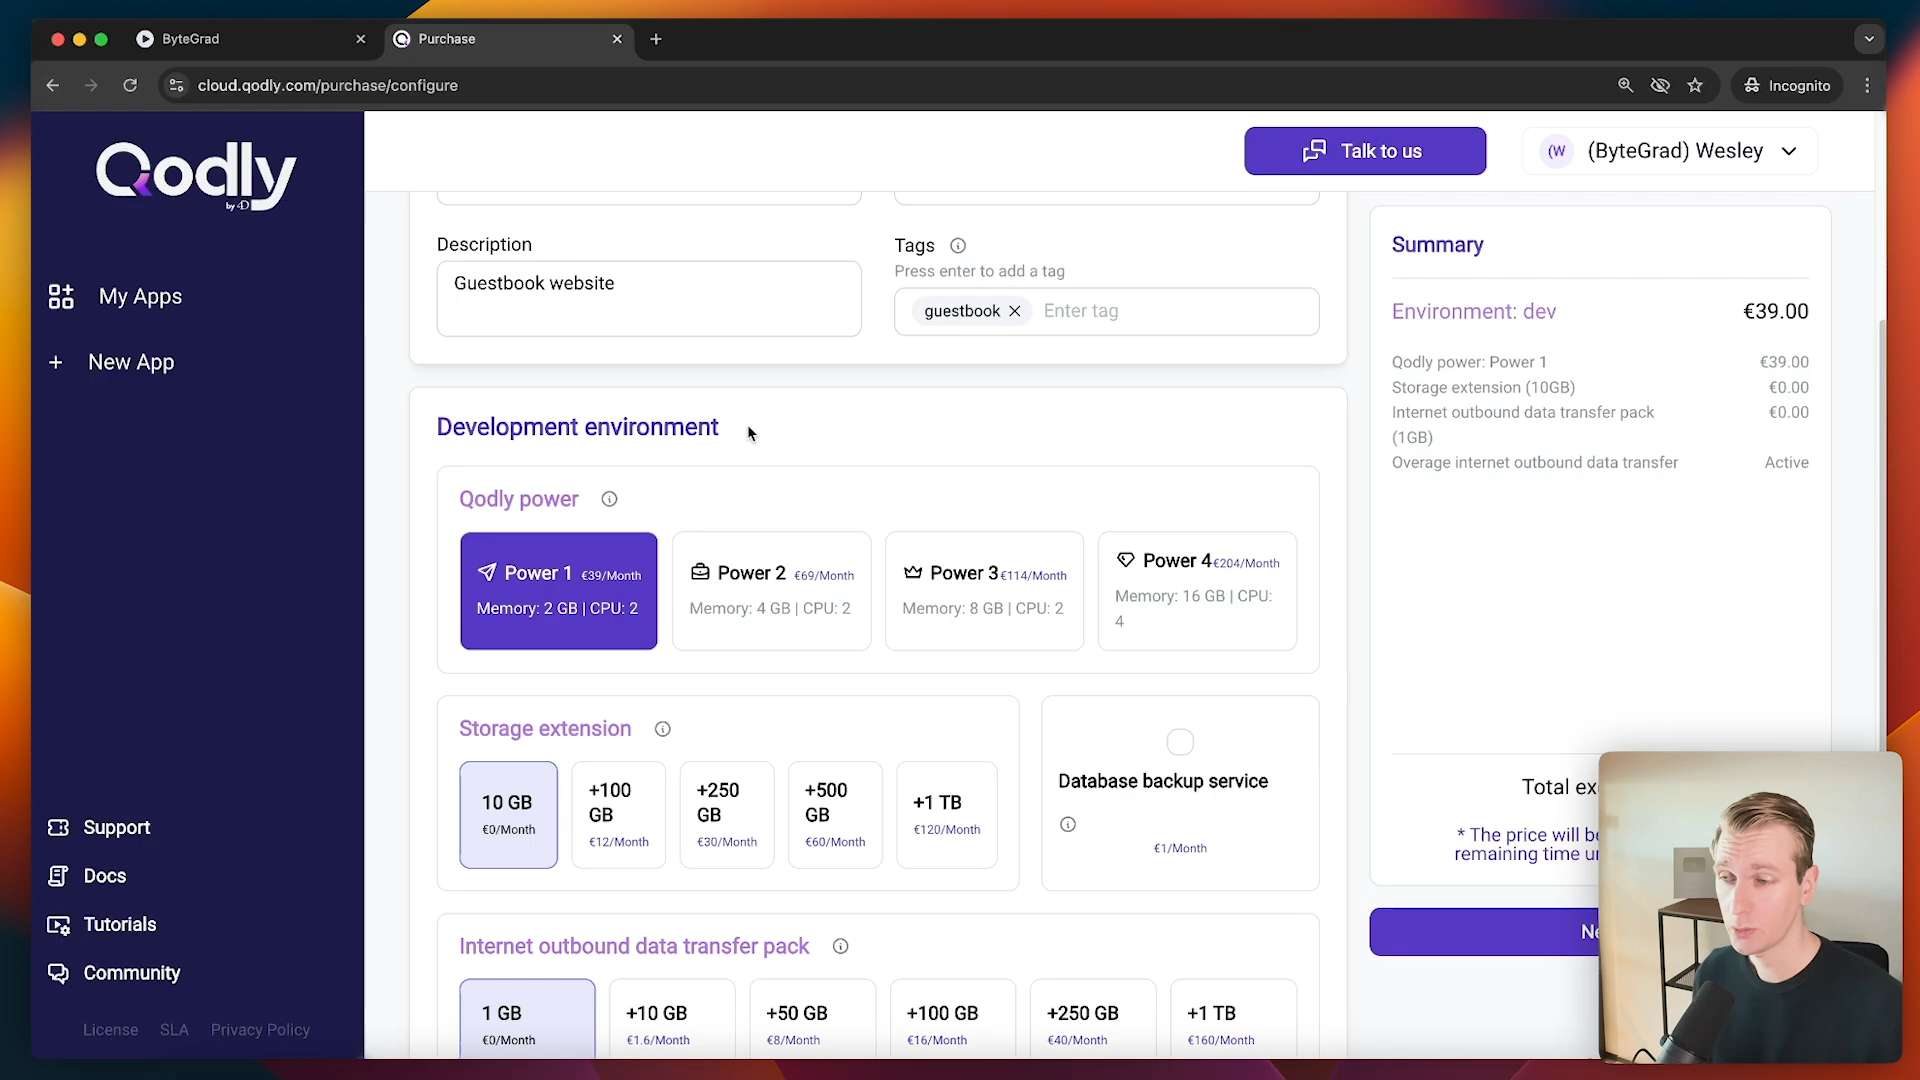 ByteGrad
Purchase
cloud.qodly.com/purchase/configure
Incognito
Qodly
by 4D
Talk to us
(W
(ByteGrad) Wesley
My Apps
+ New App
Support
Docs
Tutorials
Community
License SLA Privacy Policy
Description
Guestbook website
Tags
Press enter to add a tag
guestbook
Enter tag
Development environment
Qodly power
Power 1 €39/Month
Memory: 2 GB | CPU: 2
Power 2 €69/Month
Memory: 4 GB | CPU: 2
Power 3 €114/Month
Memory: 8 GB | CPU: 2
Power 4 €204/Month
Memory: 16 GB | CPU:
4
Storage extension
10 GB
€0/Month
+100
GB
€12/Month
+250
GB
€30/Month
+500
GB
€60/Month
+1 TB
€120/Month
Database backup service
€1/Month
Internet outbound data transfer pack
1 GB
€0/Month
+10 GB
€1.6/Month
+50 GB
€8/Month
+100 GB
€16/Month
+250 GB
€40/Month
+1 TB
€160/Month
Summary
Environment: dev €39.00
Qodly power: Power 1 €39.00
Storage extension (10GB) €0.00
Internet outbound data transfer pack €0.00
(1GB)
Overage internet outbound data transfer Active
Total
* The price will
remaining time